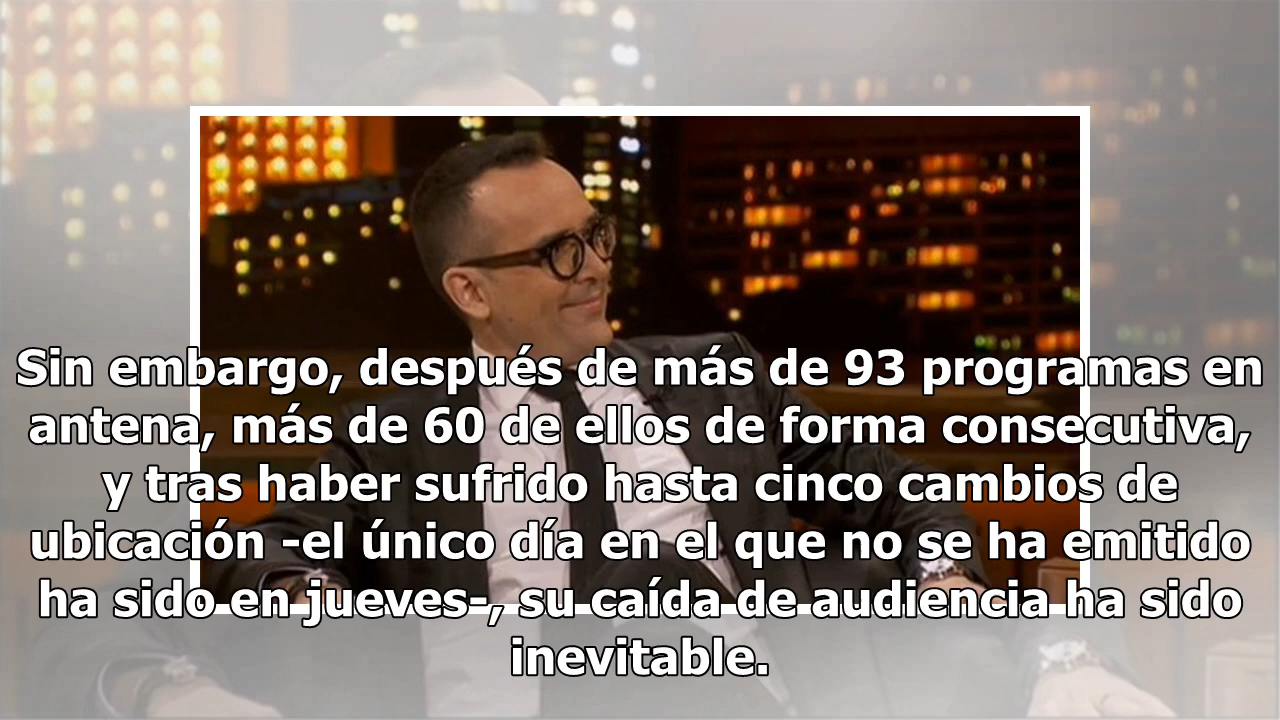 Sin embargo, después de más de 93 programas en
antena, más de 60 de ellos de forma consecutiva,
y tras haber sufrido hasta cinco cambios de
ubicación -el único día en el que no se ha emitido
ha sido en jueves-, su caída de audiencia ha sido
inevitable.